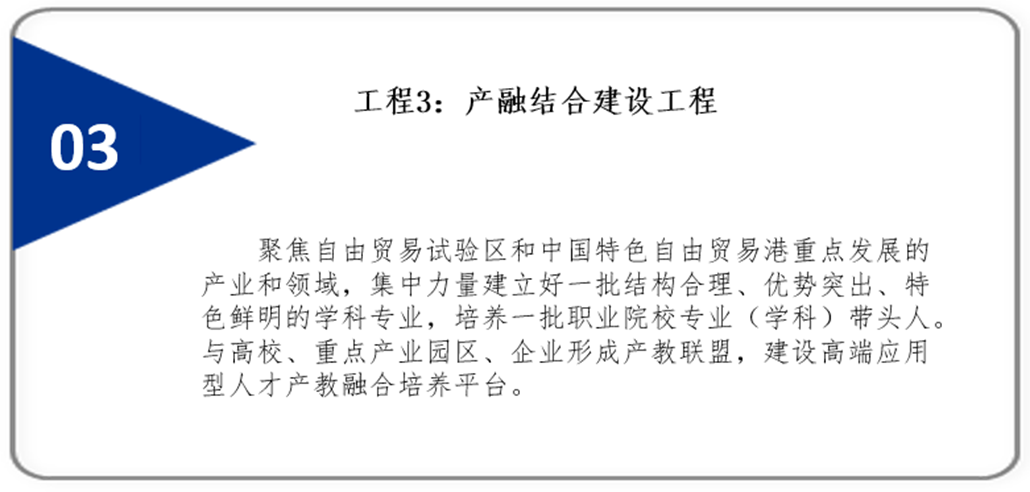 03
工程3：产融结合建设工程
聚焦自由贸易试验区和中国特色自由贸易港重点发展的
产业和领域，集中力量建立好一批结构合理、优势突出、特
色鲜明的学科专业，培养一批职业院校专业（学科）带头人。
与高校、重点产业园区、企业形成产教联盟，建设高端应用
型人才产教融合培养平台。